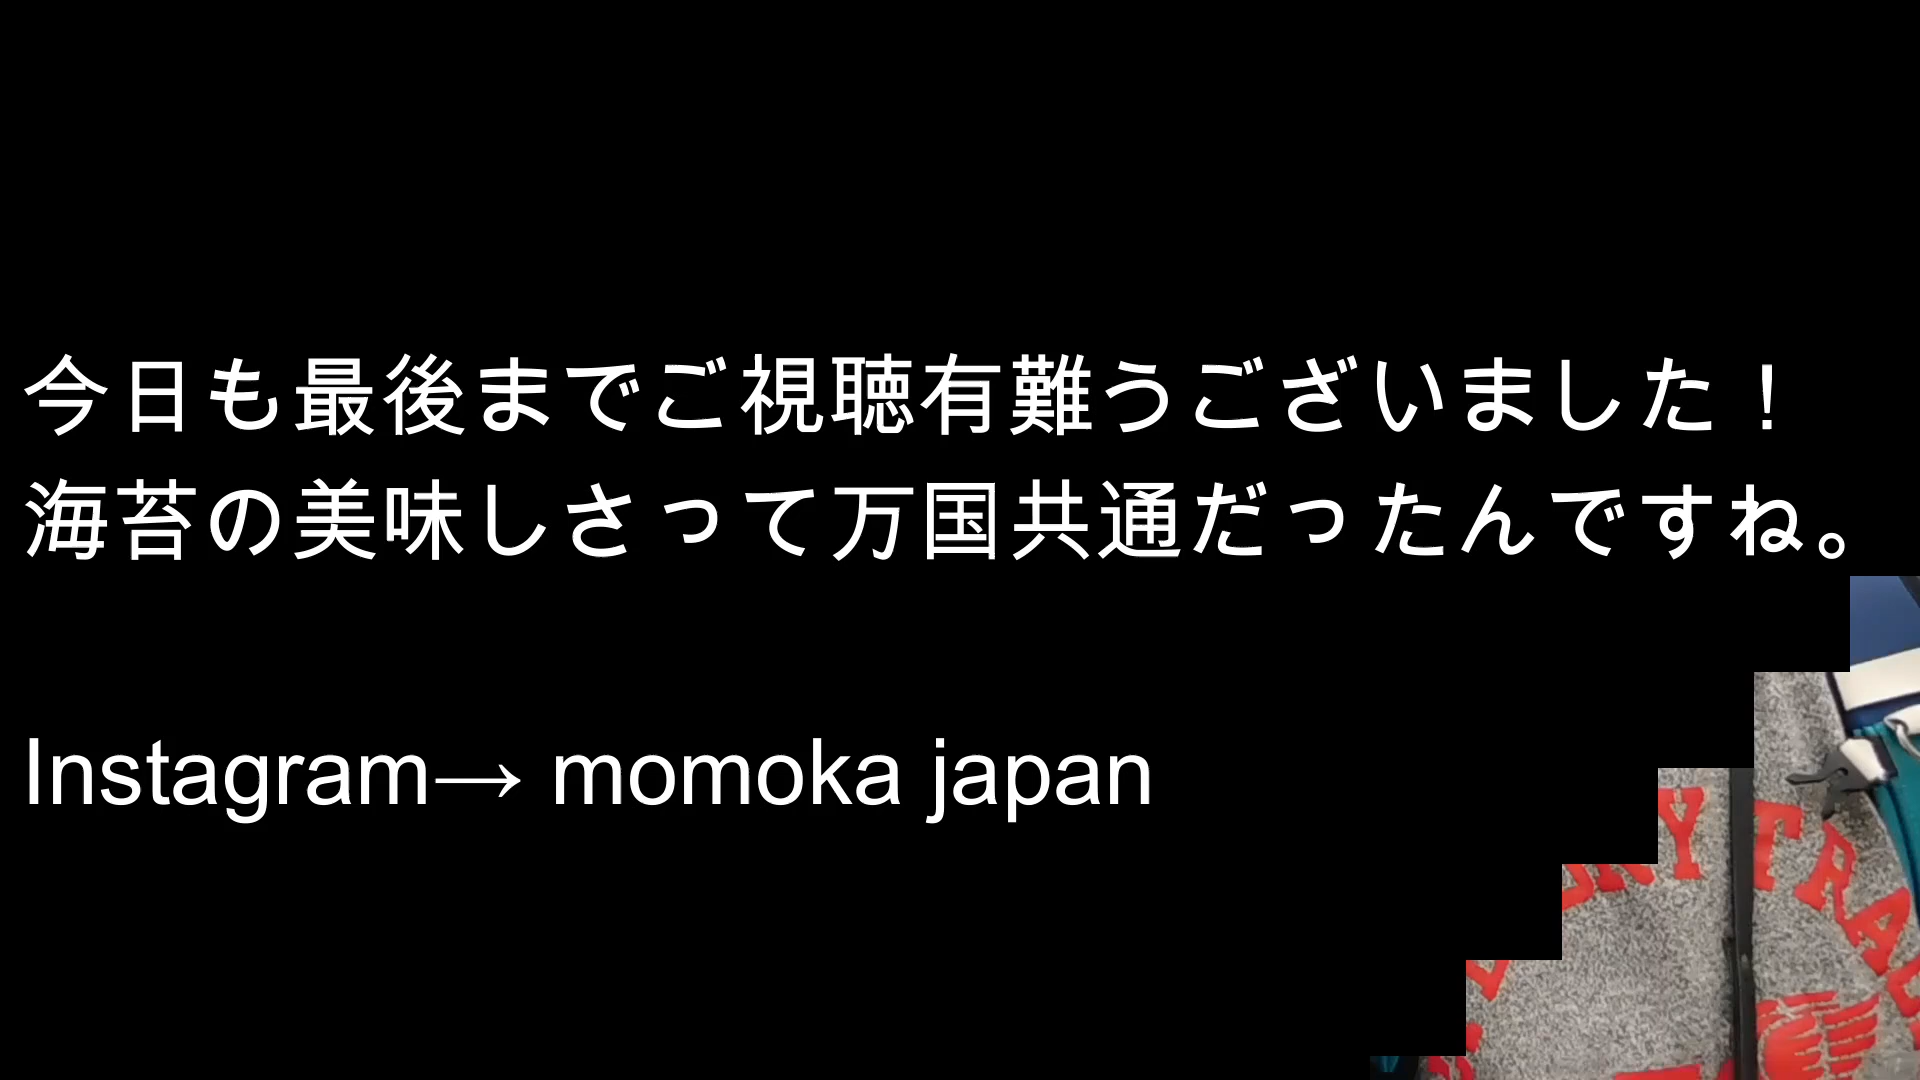 今日も最後までご視聴有難うございました！
海苔の美味しさって万国共通だったんですね。
Instagram→ momoka japan